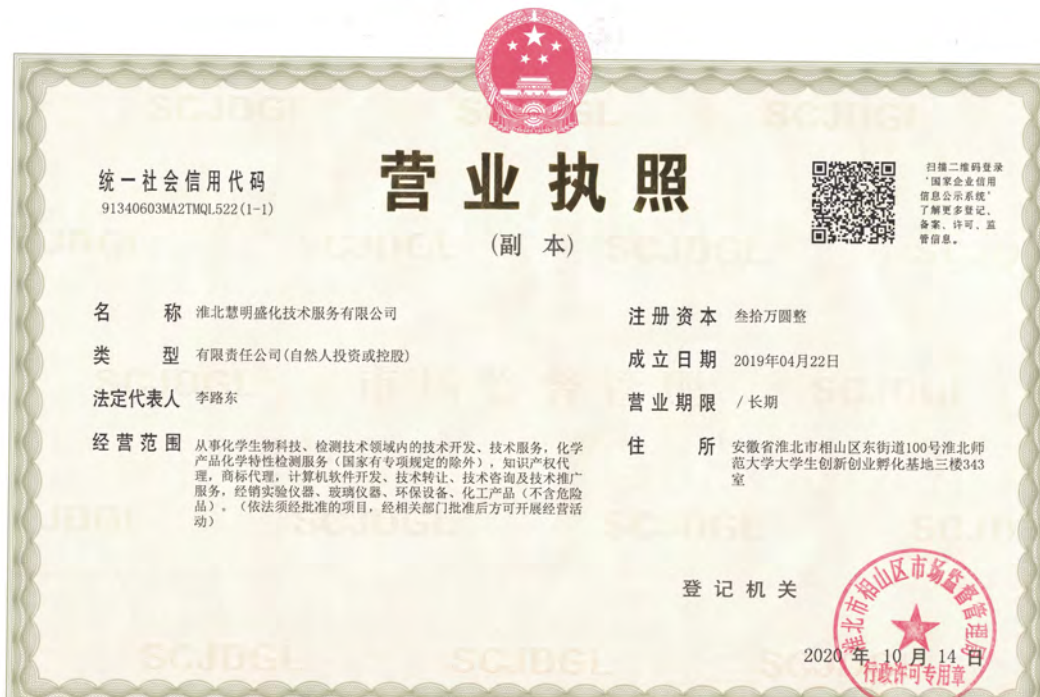 统一社会信用代码
91340603MA2TMQL522(1-1)
营业执照
(副 本)
扫描二维码登录
‘国家企业信用
信息公示系统’
了解更多登记、
备案、许可、监
管信息。
名 称 淮北慧明盛化技术服务有限公司
类 型 有限责任公司(自然人投资或控股)
法定代表人 李路东
经营范围 从事化学生物科技、检测技术领域内的技术开发、技术服务，化学
产品化学特性检测服务（国家有专项规定的除外），知识产权代
理，商标代理，计算机软件开发、技术转让、技术咨询及技术推广
服务，经销实验仪器、玻璃仪器、环保设备、化工产品（不含危险
品）。（依法须经批准的项目，经相关部门批准后方可开展经营活
动）
注册资本 叁拾万圆整
成立日期 2019年04月22日
营业期限 / 长期
住 所 安徽省淮北市相山区东街道100号淮北师
范大学大学生创新创业孵化基地三楼343
室
登记机关
淮北市相山区市场监督管理局
2020 年 10 月 14 日
行政许可专用章
SCJDGL